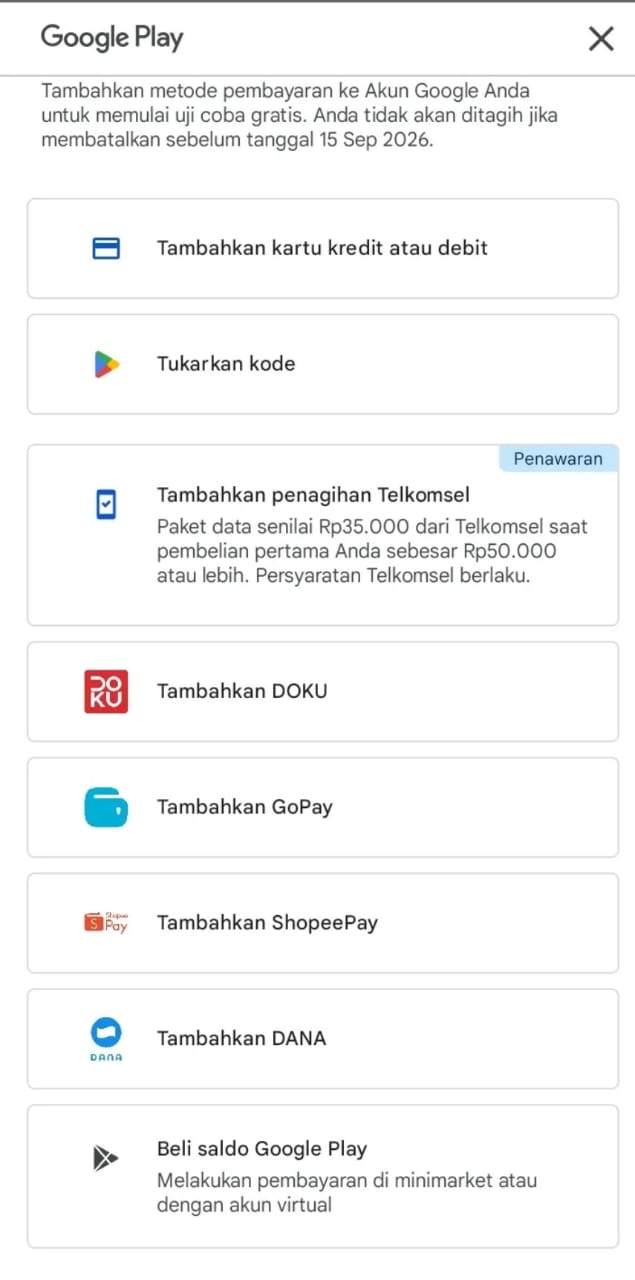 Google Play
Tambahkan metode pembayaran ke Akun Google Anda
untuk memulai uji coba gratis. Anda tidak akan ditagih jika
membatalkan sebelum tanggal 15 Sep 2026.
Tambahkan kartu kredit atau debit
Tukarkan kode
Penawaran
Tambahkan penagihan Telkomsel
Paket data senilai Rp35.000 dari Telkomsel saat
pembelian pertama Anda sebesar Rp50.000
atau lebih. Persyaratan Telkomsel berlaku.
DO
KU
Tambahkan DOKU
Tambahkan GoPay
S Shopee
Pay
Tambahkan ShopeePay
DANA
Tambahkan DANA
Beli saldo Google Play
Melakukan pembayaran di minimarket atau
dengan akun virtual